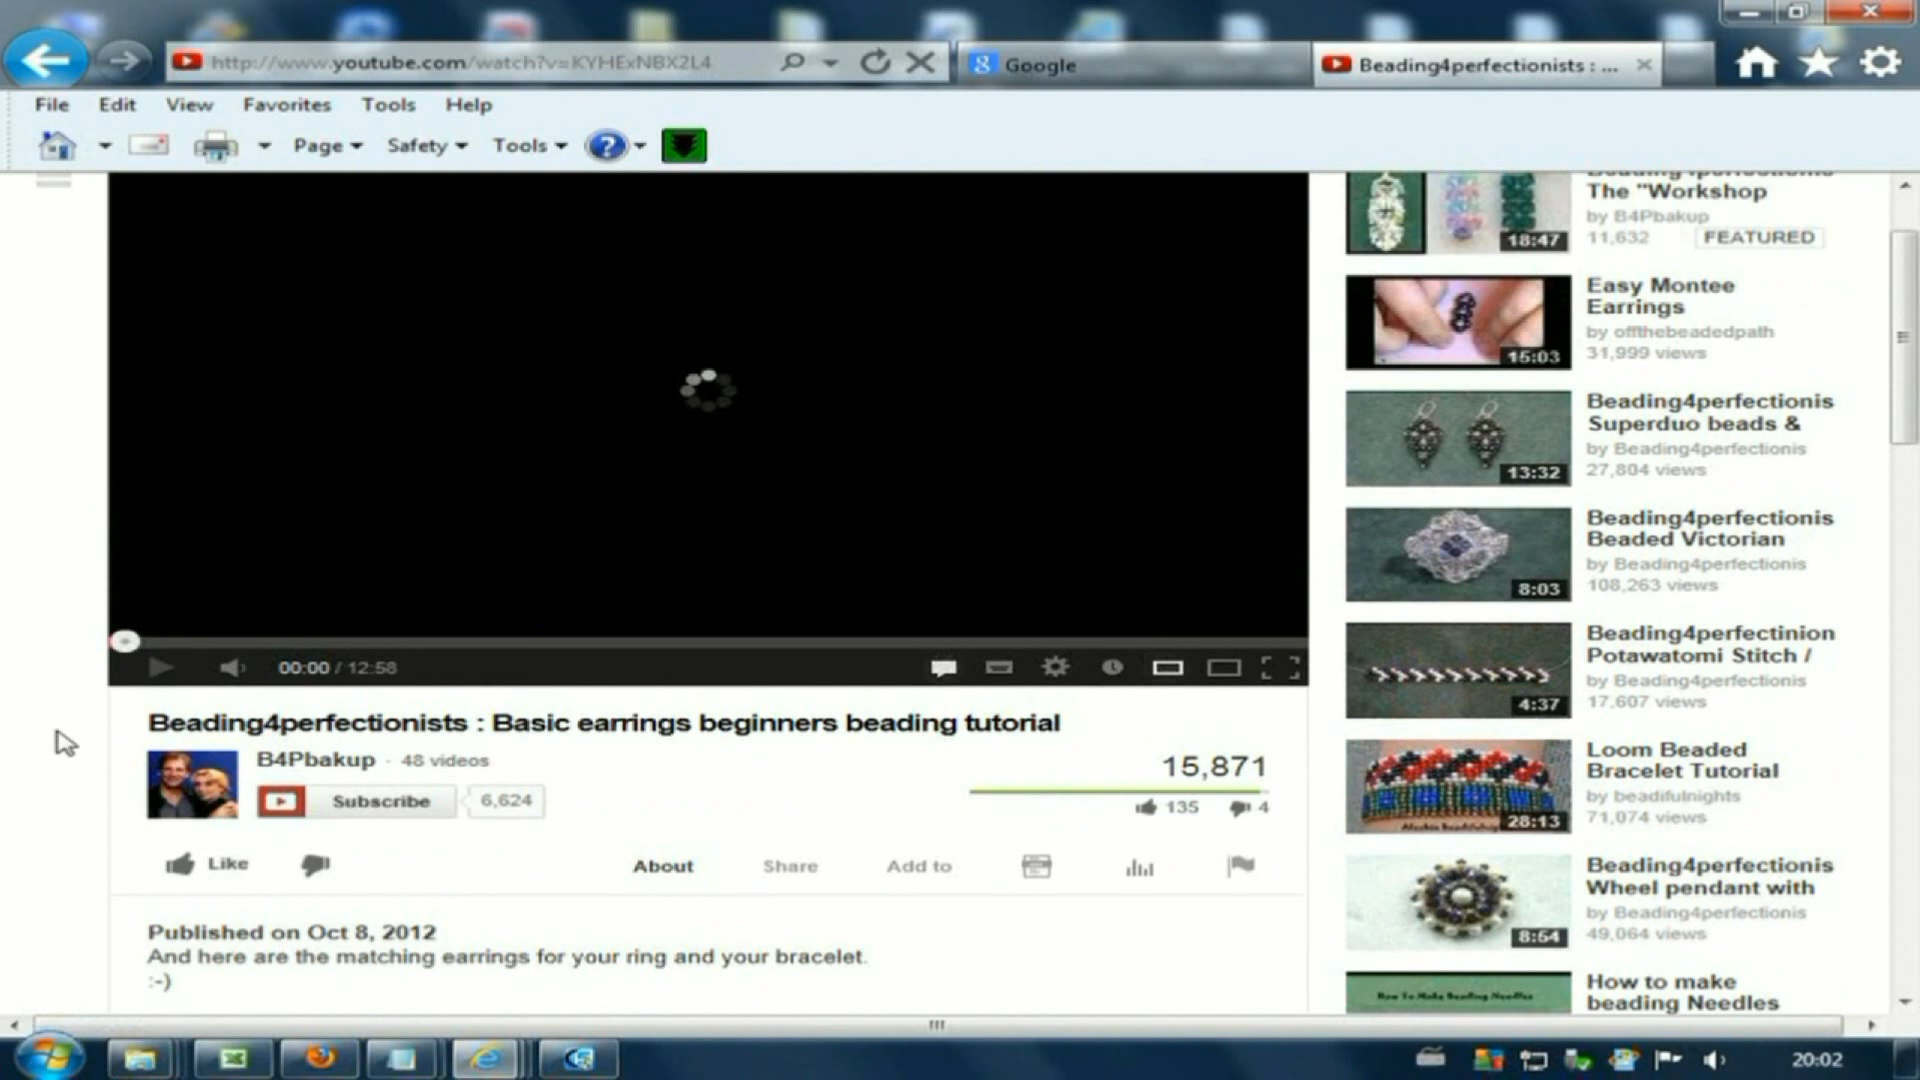 http://www.youtube.com/watch?v=KYHExNBX2L4
Google
Beading4perfectionists : ...
File Edit View Favorites Tools Help
Page Safety Tools
The "Workshop
by B4Pbakup
11,632 FEATURED
18:47
Easy Montee
Earrings
by offthebeadedpath
31,999 views
15:03
Beading4perfectionis
Superduo beads &
by Beading4perfectionis
27,804 views
13:32
Beading4perfectionis
Beaded Victorian
by Beading4perfectionis
108,263 views
8:03
Beading4perfectinion
Potawatomi Stitch /
by Beading4perfectionis
17,607 views
4:37
Loom Beaded
Bracelet Tutorial
by beadifulnights
71,074 views
28:13
Beading4perfectionis
Wheel pendant with
by Beading4perfectionis
49,064 views
8:54
How to make
beading Needles
How To Make Beading Needles
00:00 / 12:58
Beading4perfectionists : Basic earrings beginners beading tutorial
B4Pbakup · 48 videos
Subscribe 6,624
15,871
135 4
Like About Share Add to
Published on Oct 8, 2012
And here are the matching earrings for your ring and your bracelet.
:-)
20:02